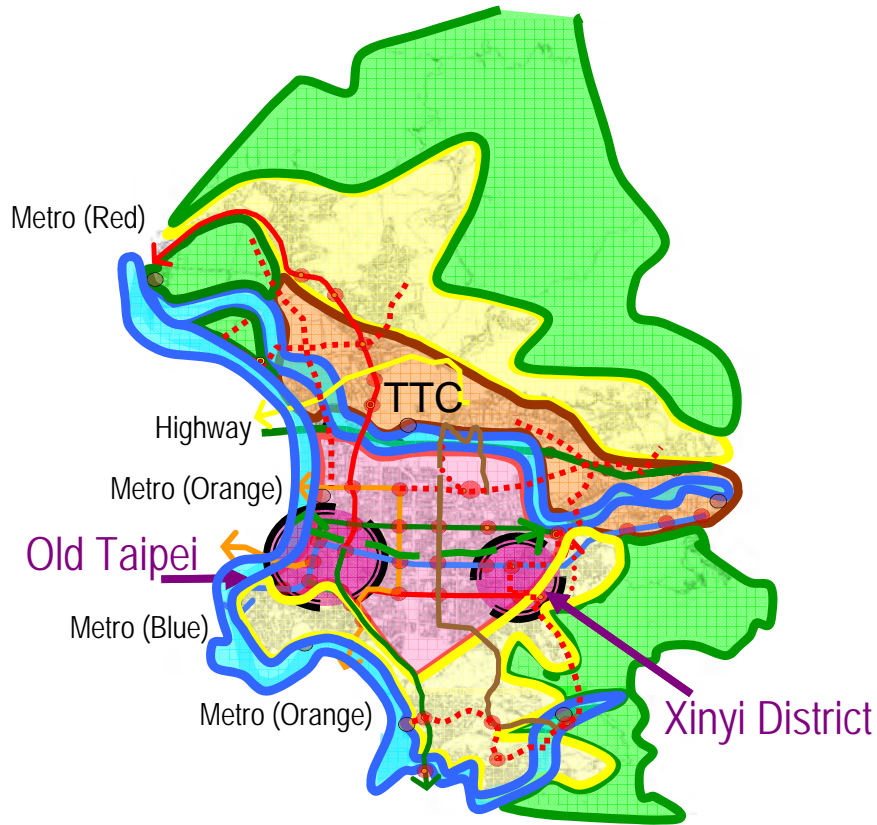 Metro (Red)
TTC
Highway
Metro (Orange)
Old Taipei
Metro (Blue)
Metro (Orange)
Xinyi District